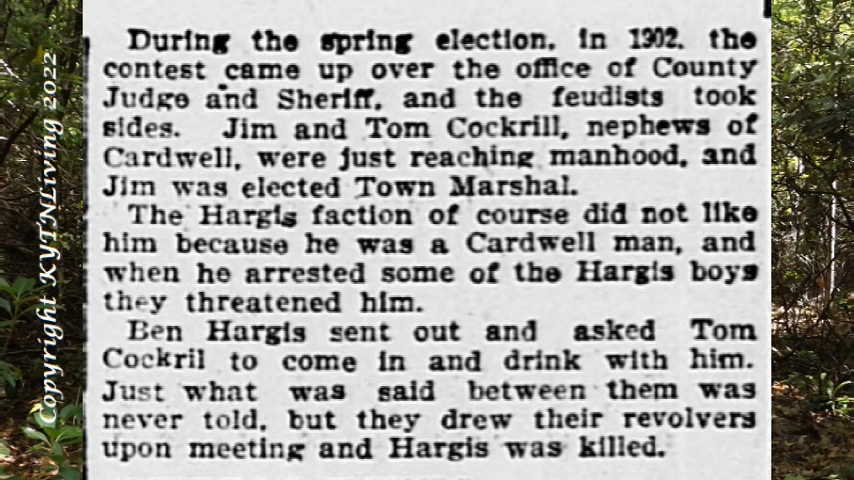 During the spring election, in 1902, the
contest came up over the office of County
Judge and Sheriff, and the feudists took
sides. Jim and Tom Cockrill, nephews of
Cardwell, were just reaching manhood, and
Jim was elected Town Marshal.
The Hargis faction of course did not like
him because he was a Cardwell man, and
when he arrested some of the Hargis boys
they threatened him.
Ben Hargis sent out and asked Tom
Cockril to come in and drink with him.
Just what was said between them was
never told, but they drew their revolvers
upon meeting and Hargis was killed.
Copyright KYTNLiving 2022